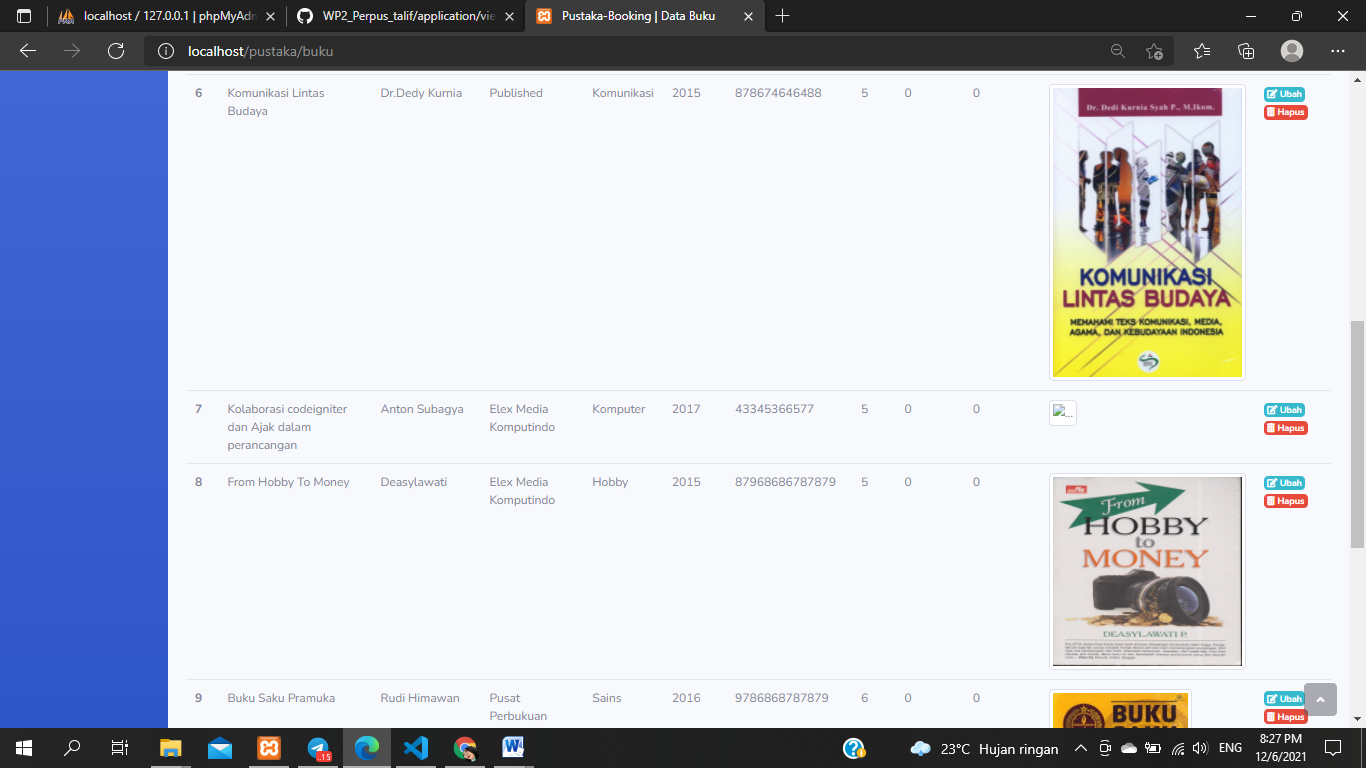 localhost / 127.0.0.1 | phpMyAdm
WP2_Perpus_talif/application/vie
Pustaka-Booking | Data Buku
localhost/pustaka/buku
6 Komunikasi Lintas Budaya Dr.Dedy Kurnia Published Komunikasi 2015 878674646488 5 0 0 Ubah Hapus
Dr. Dedi Kurnia Syah P., M.Ikom.
KOMUNIKASI
LINTAS BUDAYA
MEMAHAMI TEKS KOMUNIKASI, MEDIA,
AGAMA, DAN KEBUDAYAAN INDONESIA
7 Kolaborasi codeigniter dan Ajak dalam perancangan Anton Subagya Elex Media Komputindo Komputer 2017 43345366577 5 0 0 ... Ubah Hapus
8 From Hobby To Money Deasylawati Elex Media Komputindo Hobby 2015 87968686787879 5 0 0 Ubah Hapus
From
HOBBY
to
MONEY
DEASYLAWATI P.
9 Buku Saku Pramuka Rudi Himawan Pusat Perbukuan Sains 2016 9786868787879 6 0 0 Ubah Hapus
BUKU
..15
23°C Hujan ringan
ENG
8:27 PM
12/6/2021